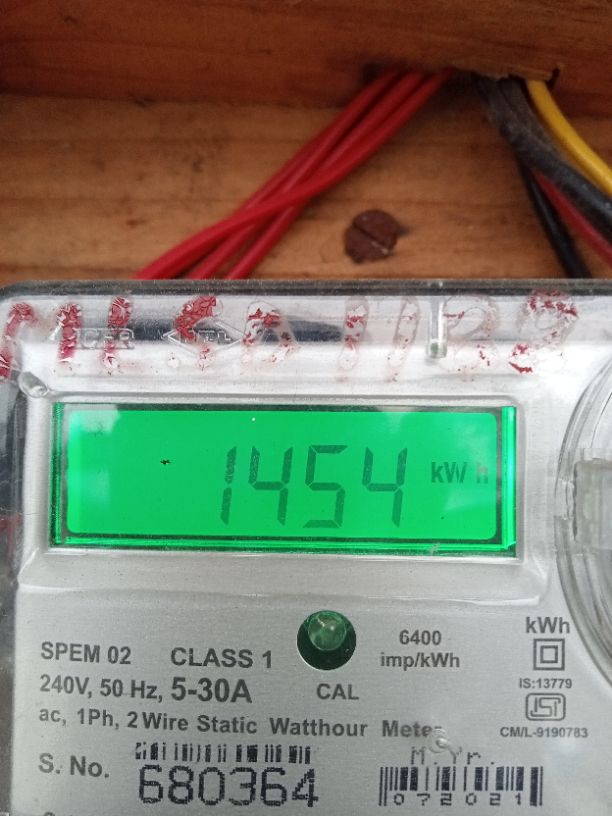 1454 kWh
SPEM 02 CLASS 1
6400
imp/kWh
kWh
240V, 50 Hz, 5-30A
CAL
IS:13779
ac, 1Ph, 2 Wire Static Watthour Meter
CM/L-9190783
S. No. 680364
M.Yr.
072021